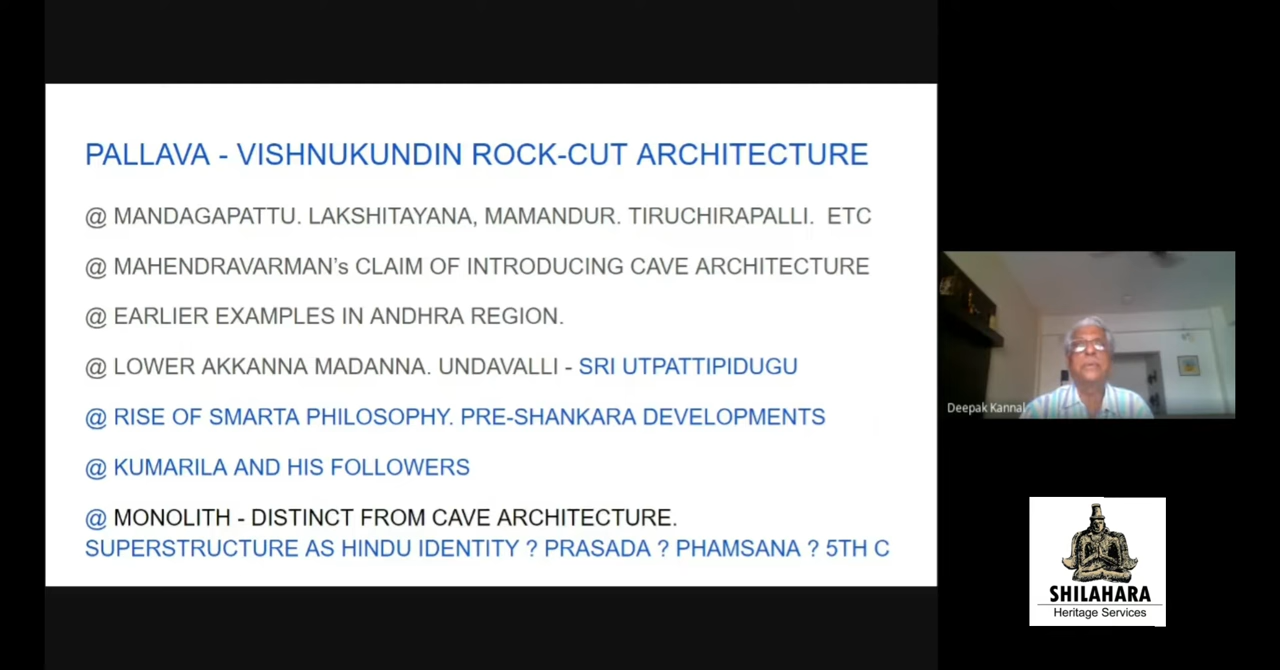 PALLAVA - VISHNUKUNDIN ROCK-CUT ARCHITECTURE
@ MANDAGAPATTU. LAKSHITAYANA, MAMANDUR. TIRUCHIRAPALLI. ETC
@ MAHENDRAVARMAN’s CLAIM OF INTRODUCING CAVE ARCHITECTURE
@ EARLIER EXAMPLES IN ANDHRA REGION.
@ LOWER AKKANNA MADANNA. UNDAVALLI - SRI UTPATTIPIDUGU
@ RISE OF SMARTA PHILOSOPHY. PRE-SHANKARA DEVELOPMENTS
@ KUMARILA AND HIS FOLLOWERS
@ MONOLITH - DISTINCT FROM CAVE ARCHITECTURE.
SUPERSTRUCTURE AS HINDU IDENTITY ? PRASADA ? PHAMSANA ? 5TH C
Deepak Kannal
SHILAHARA
Heritage Services